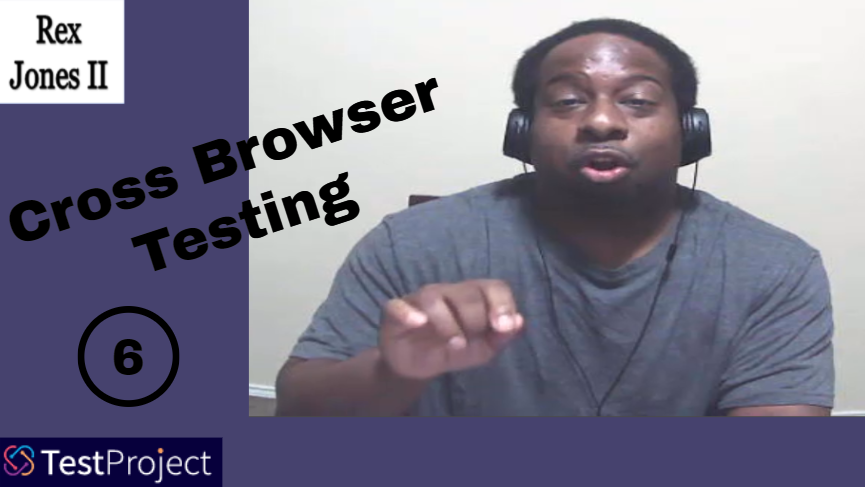 Rex
Jones II
Cross Browser
Testing
6
TestProject